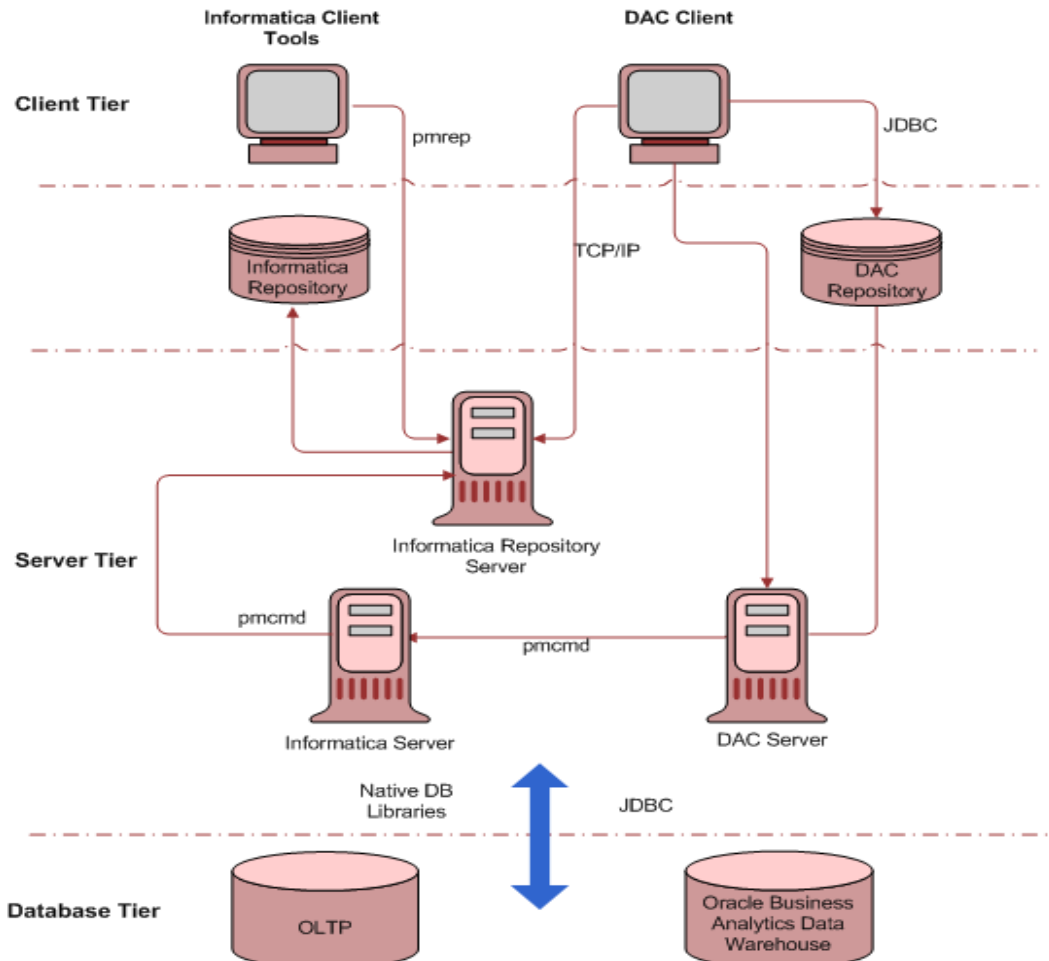 Informatica Client
Tools
DAC Client
Client Tier
pmrep
JDBC
Informatica
Repository
TCP/IP
DAC
Repository
Informatica Repository
Server
Server Tier
pmcmd
pmcmd
Informatica Server
DAC Server
Native DB
Libraries
JDBC
Database Tier
OLTP
Oracle Business
Analytics Data
Warehouse